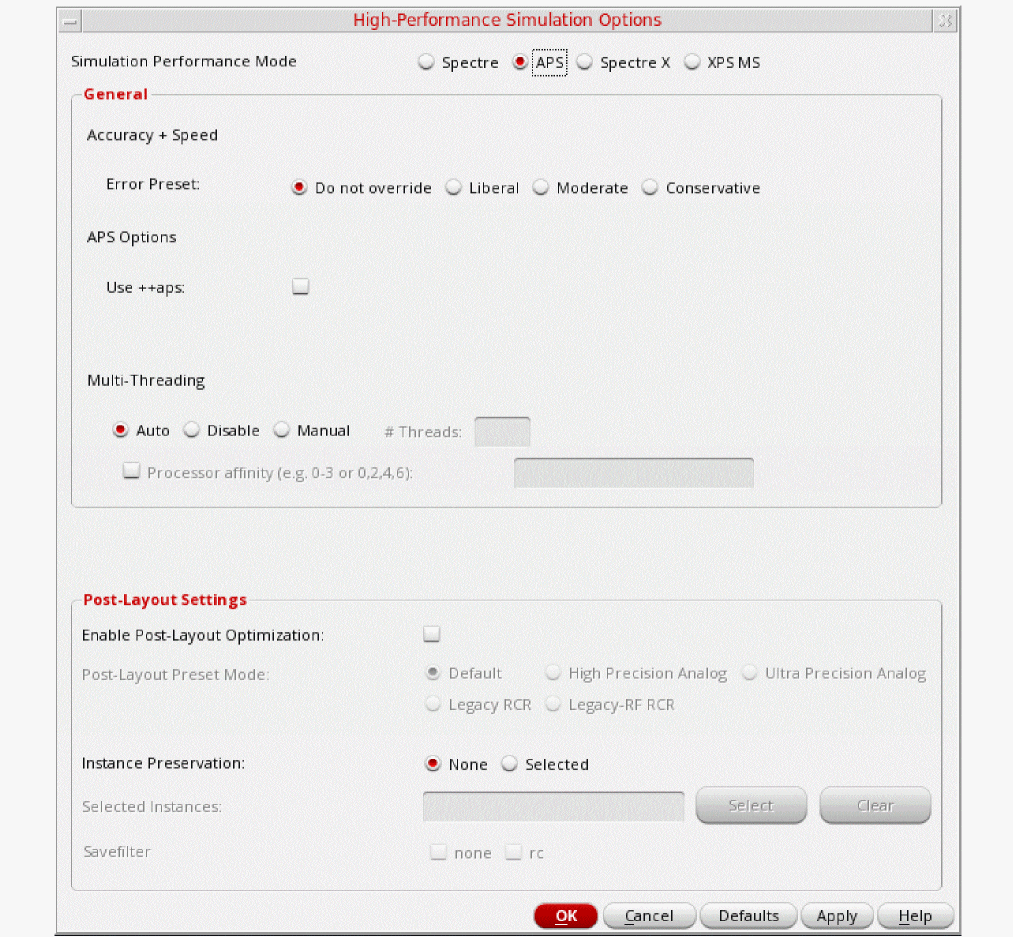 High-Performance Simulation Options
Simulation Performance Mode Spectre APS Spectre X XPS MS
General
Accuracy + Speed
Error Preset: Do not override Liberal Moderate Conservative
APS Options
Use ++aps:
Multi-Threading
Auto Disable Manual # Threads:
Processor affinity (e.g. 0-3 or 0,2,4,6):
Post-Layout Settings
Enable Post-Layout Optimization:
Post-Layout Preset Mode: Default High Precision Analog Ultra Precision Analog
Legacy RCR Legacy-RF RCR
Instance Preservation: None Selected
Selected Instances: Select Clear
Savefilter none rc
OK Cancel Defaults Apply Help